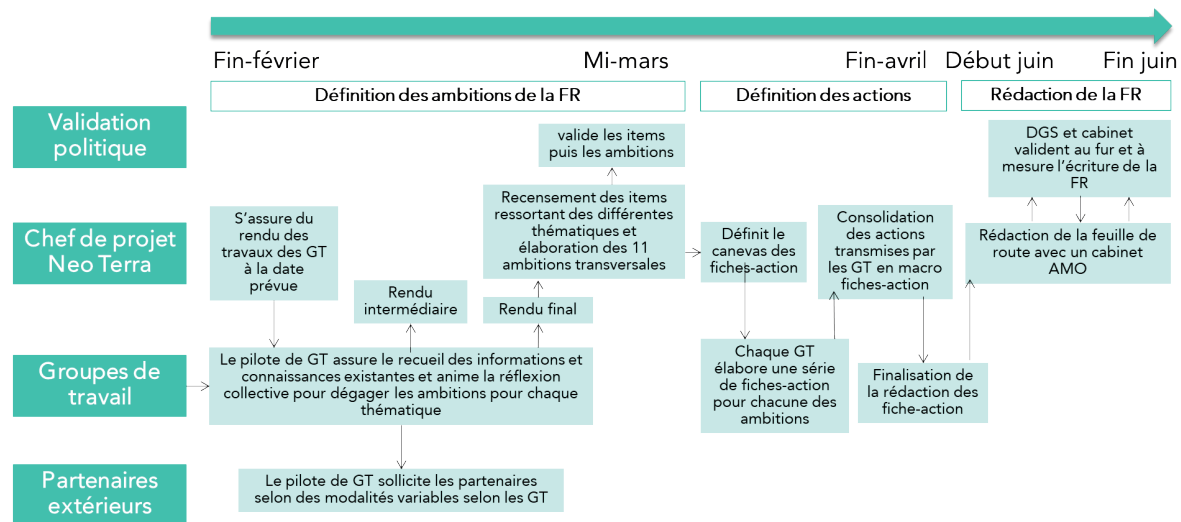 Fin-février
Mi-mars
Fin-avril
Début juin
Fin juin
Définition des ambitions de la FR
Définition des actions
Rédaction de la FR
Validation
politique
valide les items
puis les ambitions
DGS et cabinet
valident au fur et à
mesure l'écriture de la
FR
Chef de projet
Neo Terra
S'assure du
rendu des
travaux des GT
à la date
prévue
Recensement des items
ressortant des différentes
thématiques et
élaboration des 11
ambitions transversales
Définit le
canevas des
fiches-action
Consolidation
des actions
transmises par
les GT en macro
fiches-action
Rédaction de la feuille de
route avec un cabinet
AMO
Rendu
intermédiaire
Rendu final
Groupes de
travail
Le pilote de GT assure le recueil des informations et
connaissances existantes et anime la réflexion
collective pour dégager les ambitions pour chaque
thématique
Chaque GT
élabore une série
de fiches-action
pour chacune des
ambitions
Finalisation de
la rédaction des
fiche-action
Partenaires
extérieurs
Le pilote de GT sollicite les partenaires
selon des modalités variables selon les GT